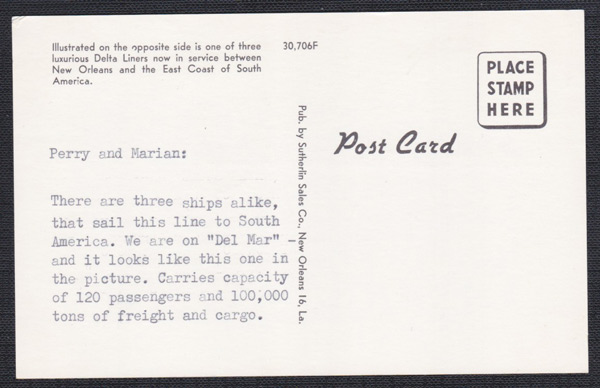 Illustrated on the opposite side is one of three
luxurious Delta Liners now in service between
New Orleans and the East Coast of South
America.
30,706F
PLACE
STAMP
HERE
Post Card
Pub. by Sutherlin Sales Co., New Orleans 16, La.
Perry and Marian:
There are three ships alike,
that sail this line to South
America. We are on "Del Mar" -
and it looks like this one in
the picture. Carries capacity
of 120 passengers and 100,000
tons of freight and cargo.